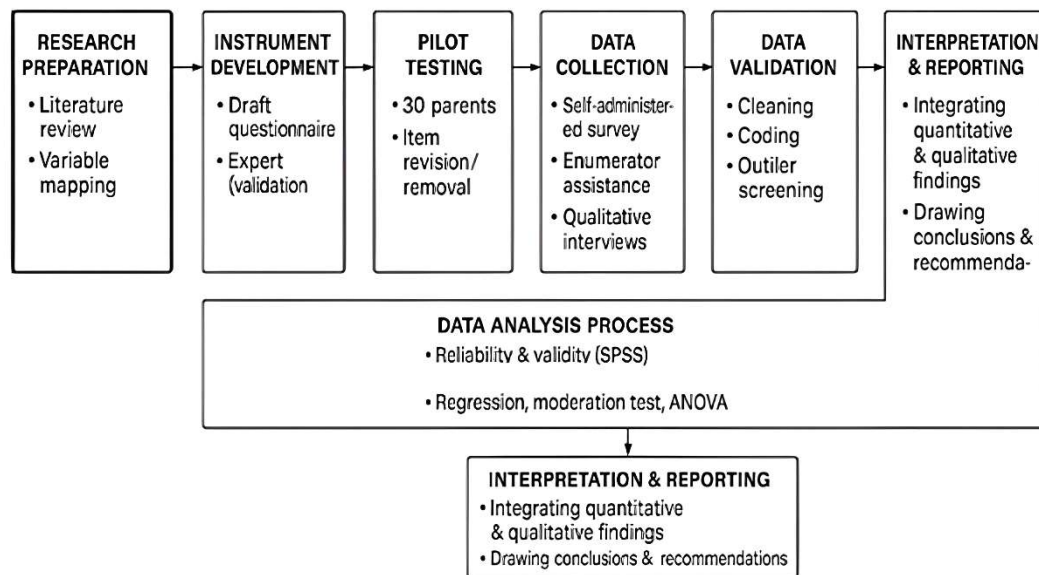 RESEARCH
PREPARATION
• Literature
review
• Variable
mapping
INSTRUMENT
DEVELOPMENT
• Draft
questionnaire
• Expert
(validation
PILOT
TESTING
• 30 parents
• Item
revision/
removal
DATA
COLLECTION
• Self-administer-
ed survey
• Enumerator
assistance
• Qualitative
interviews
DATA
VALIDATION
• Cleaning
• Coding
• Outiler
screening
INTERPRETATION
& REPORTING
• Integrating
quantitative
& qualitative
findings
• Drawing
conclusions &
recommenda-
DATA ANALYSIS PROCESS
• Reliability & validity (SPSS)
• Regression, moderation test, ANOVA
INTERPRETATION & REPORTING
• Integrating quantitative
& qualitative findings
• Drawing conclusions & recommendations